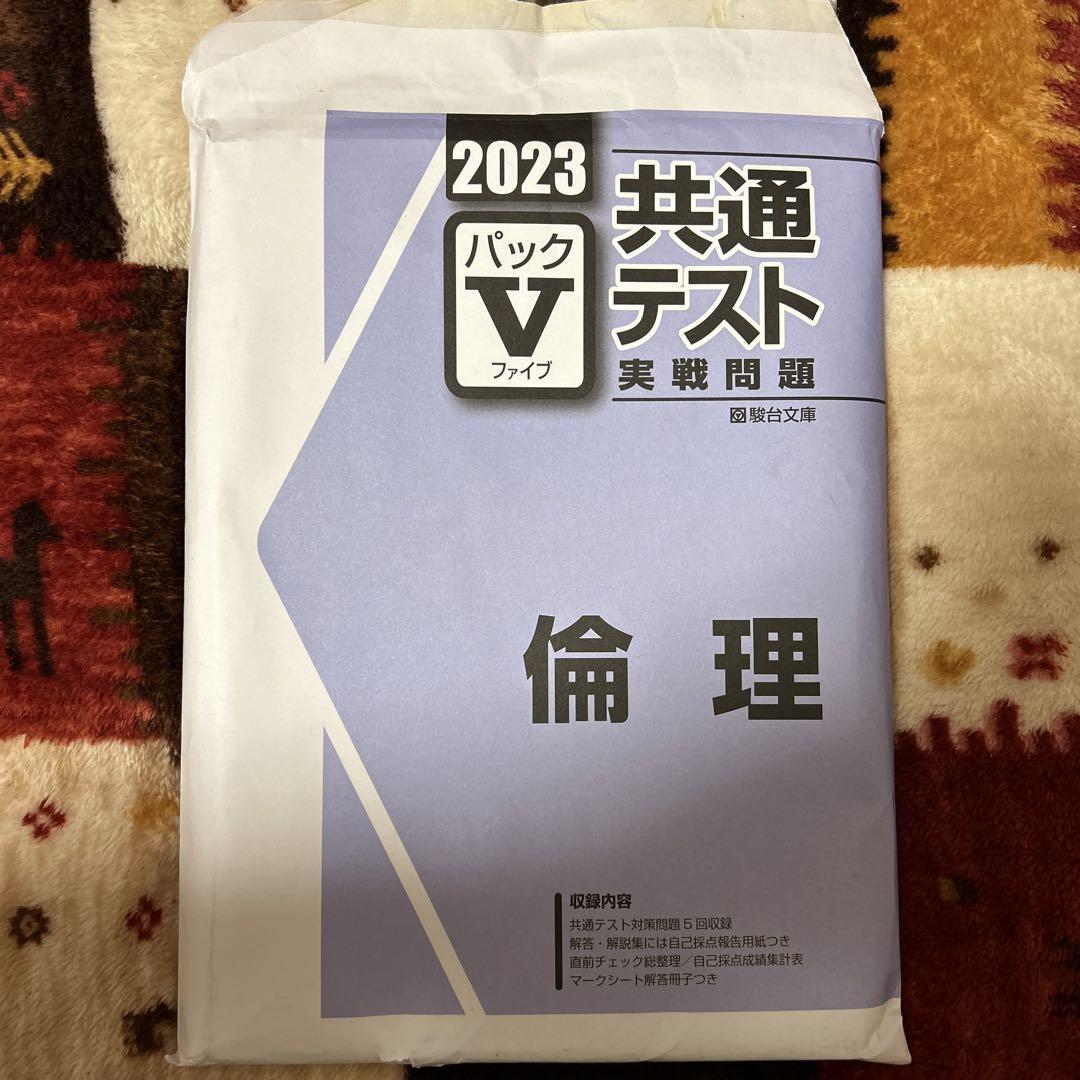 2023
パック
V
ファイブ
共通
テスト
実戦問題
駿台文庫
倫理
収録内容
共通テスト対策問題5回収録
解答・解説集には自己採点報告用紙つき
直前チェック総整理/自己採点成績集計表
マークシート解答冊子つき